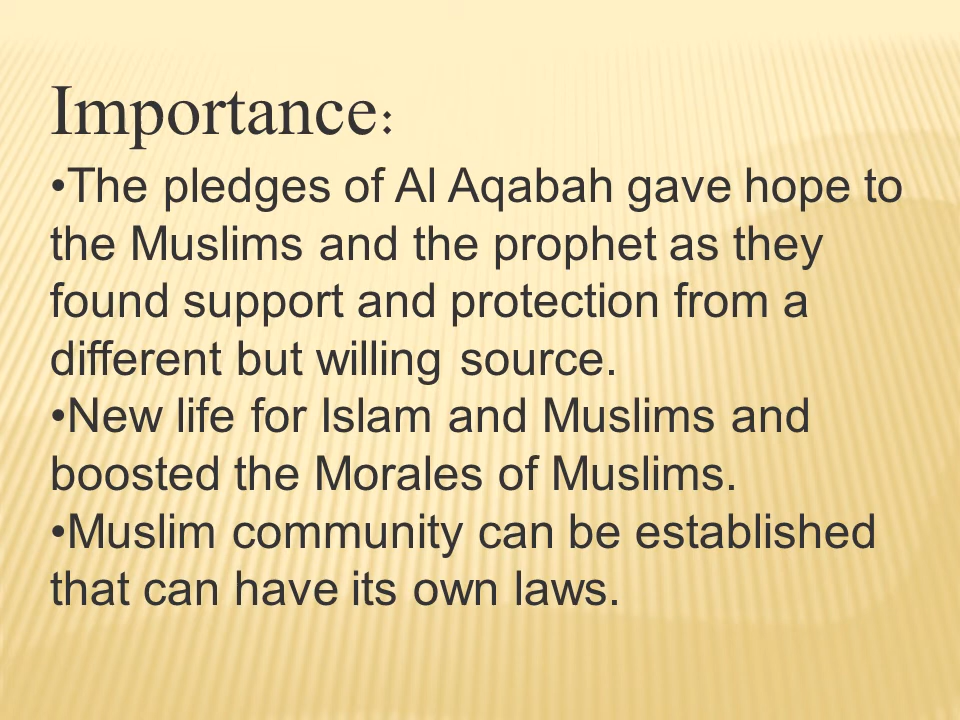 Importance:
•The pledges of Al Aqabah gave hope to
the Muslims and the prophet as they
found support and protection from a
different but willing source.
•New life for Islam and Muslims and
boosted the Morales of Muslims.
•Muslim community can be established
that can have its own laws.